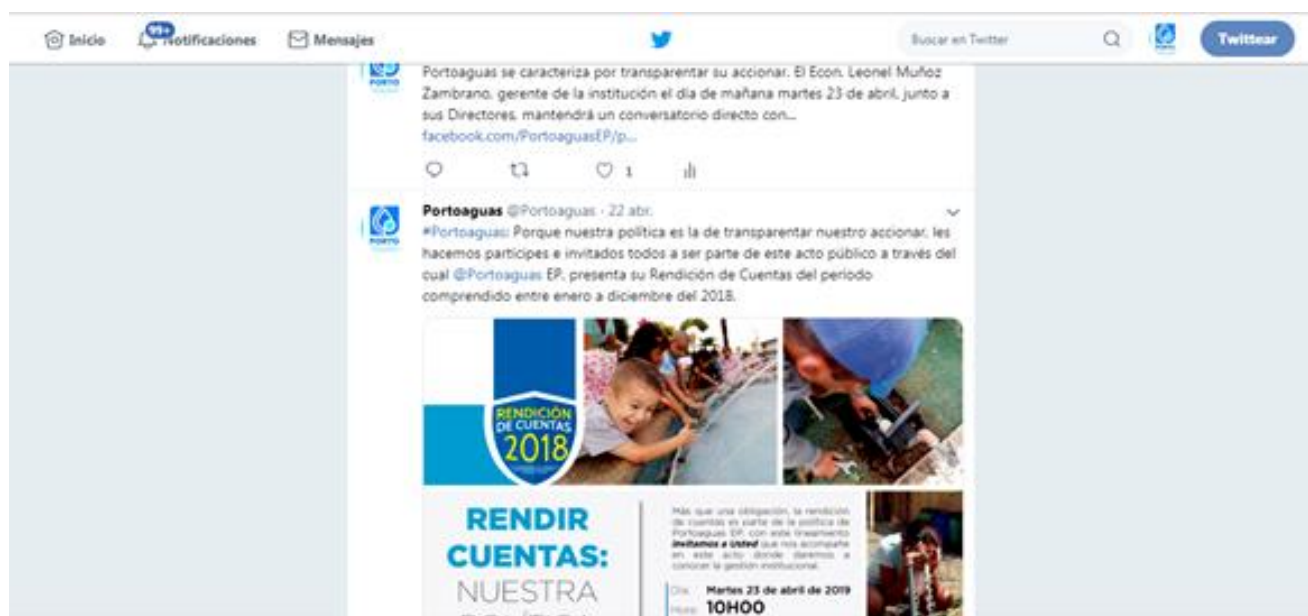 Inicio
99+
Notificaciones
Mensajes
Buscar en Twitter
Twittear
PORTO
Portoaguas se caracteriza por transparentar su accionar. El Econ. Leonel Muñoz
Zambrano, gerente de la institución el día de mañana martes 23 de abril, junto a
sus Directores, mantendrá un conversatorio directo con...
facebook.com/PortoaguasEP/p...
1
Portoaguas @Portoaguas · 22 abr.
PORTO
#Portoaguas: Porque nuestra política es la de transparentar nuestro accionar, les
hacemos participes e invitados todos a ser parte de este acto público a través del
cual @Portoaguas EP, presenta su Rendición de Cuentas del periodo
comprendido entre enero a diciembre del 2018.
RENDICIÓN
DE CUENTAS
2018
RENDIR
CUENTAS:
NUESTRA
Más que una obligación, la rendición
de cuentas es parte de la política de
Portoaguas EP, con este lineamiento
Invitamos a Usted que nos acompañe
en este acto donde daremos a
conocer la gestión institucional.
Día: Martes 23 de abril de 2019
Hora: 10H00